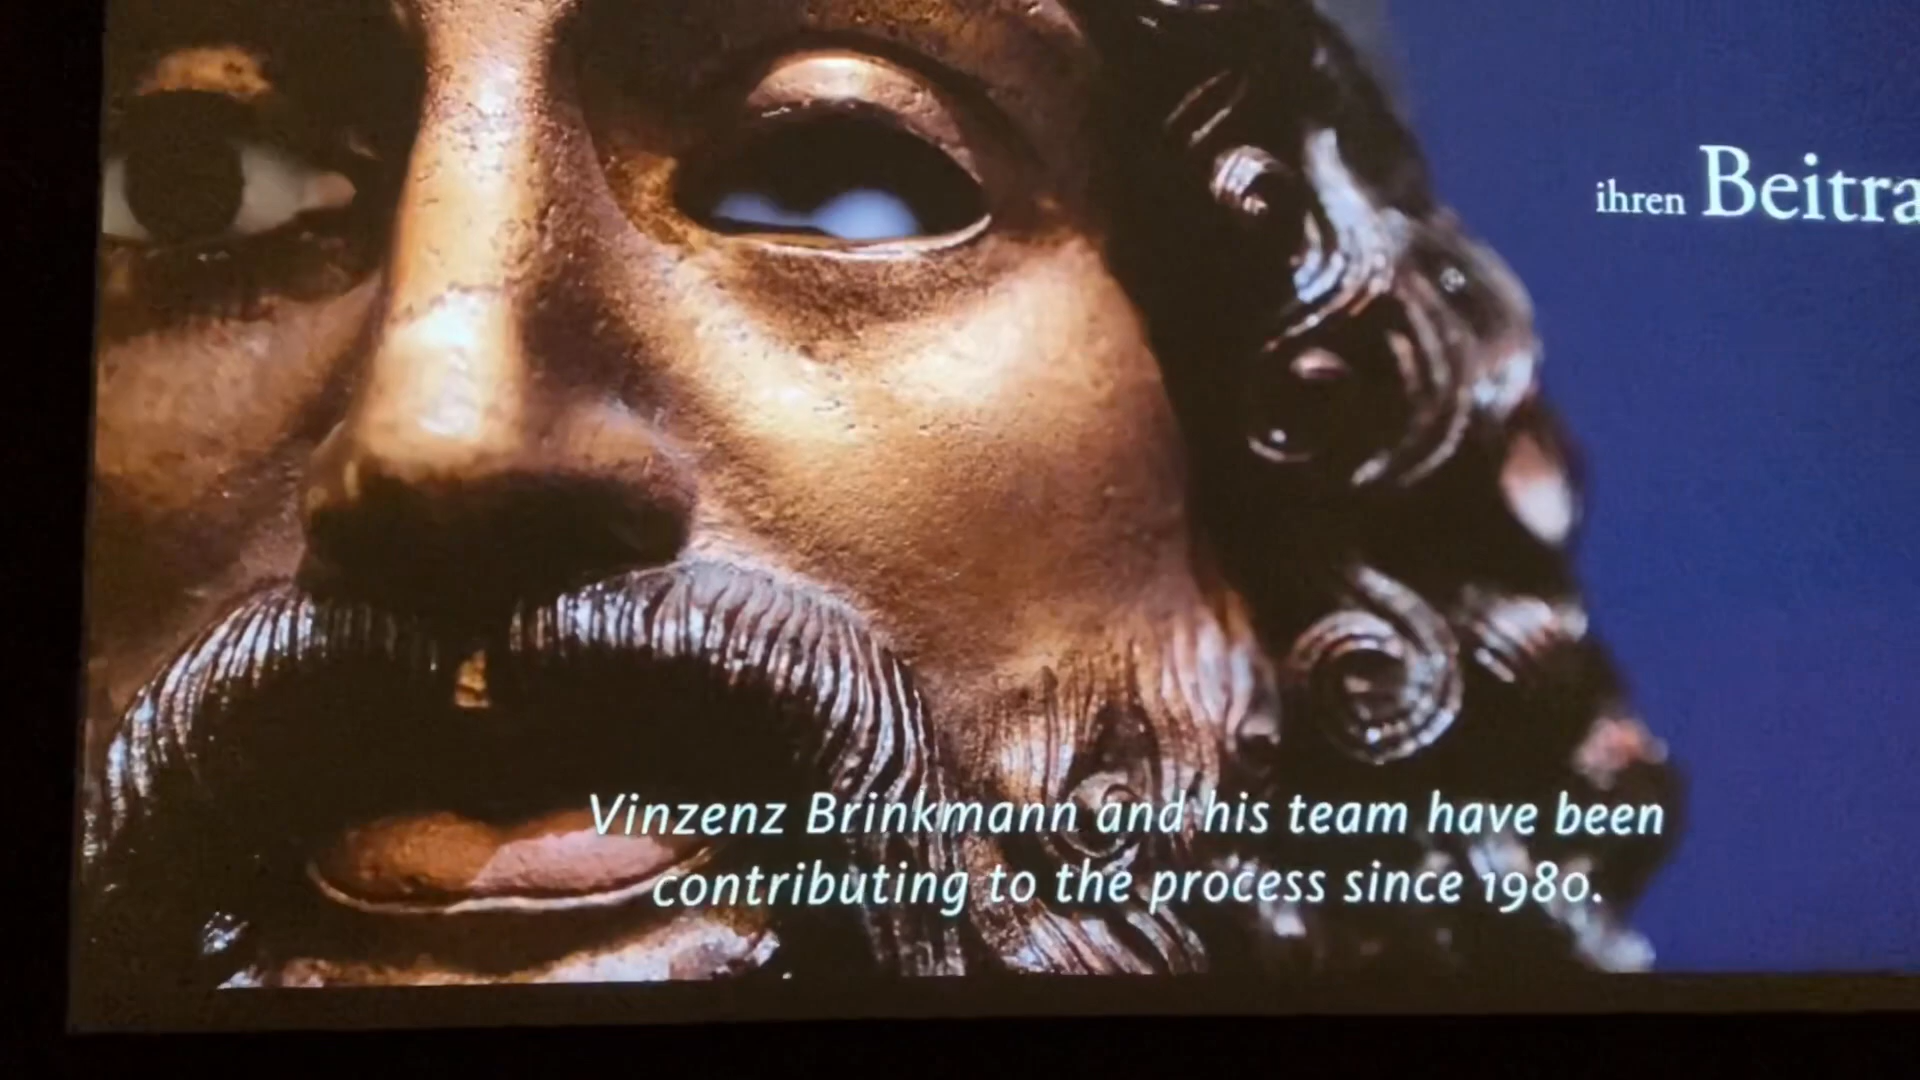 ihren Beitra
Vinzenz Brinkmann and his team have been
contributing to the process since 1980.